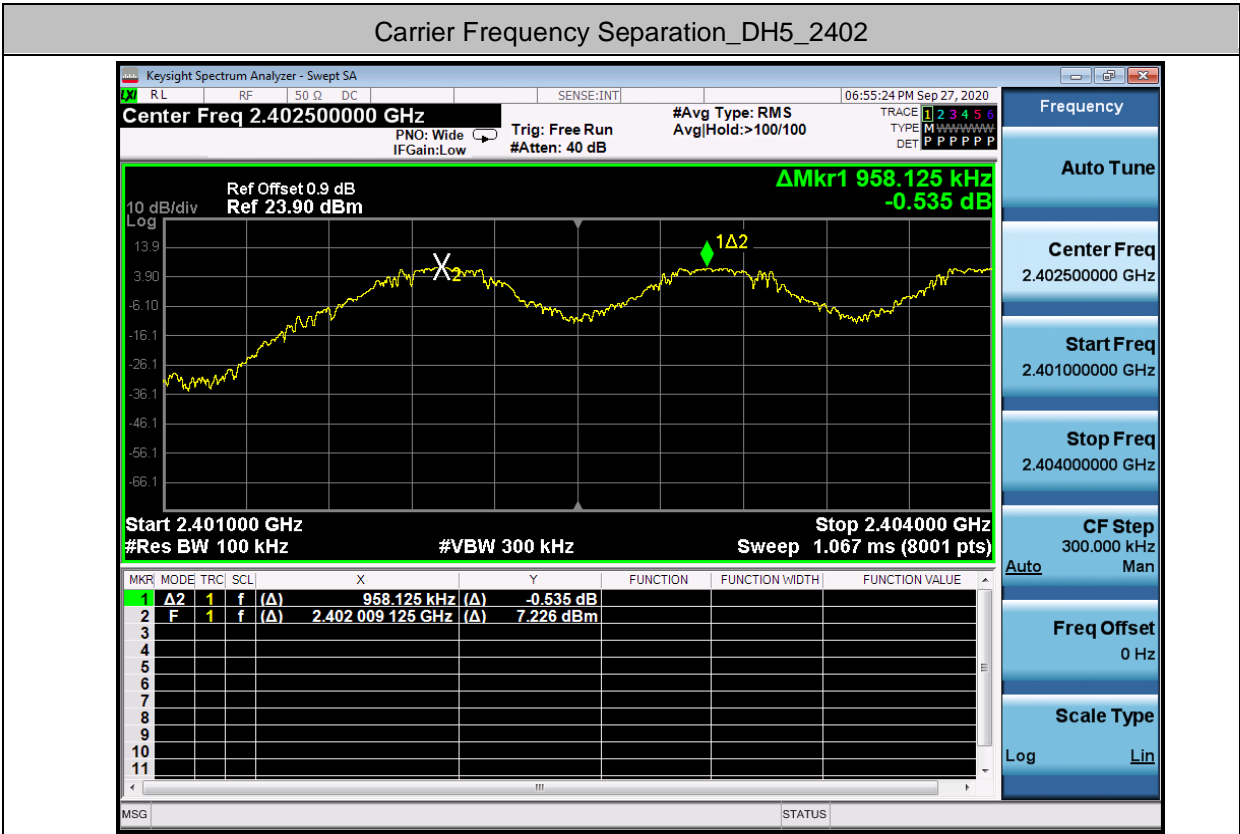 Carrier Frequency Separation_DH5_2402
Keysight Spectrum Analyzer - Swept SA
LXI RL RF 50 Ω DC SENSE:INT 06:55:24 PM Sep 27, 2020
Center Freq 2.402500000 GHz #Avg Type: RMS TRACE 1 2 3 4 5 6
PNO: Wide Trig: Free Run Avg|Hold:>100/100 TYPE M WWWWW
IFGain:Low #Atten: 40 dB DET P P P P P P
ΔMkr1 958.125 kHz
-0.535 dB
Ref Offset 0.9 dB
10 dB/div Ref 23.90 dBm
Log
1Δ2
13.9
X2
3.90
-6.10
-16.1
-26.1
-36.1
-46.1
-56.1
-66.1
Start 2.401000 GHz Stop 2.404000 GHz
#Res BW 100 kHz #VBW 300 kHz Sweep 1.067 ms (8001 pts)
MKR MODE TRC SCL X Y FUNCTION FUNCTION WIDTH FUNCTION VALUE
1 Δ2 1 f (Δ) 958.125 kHz (Δ) -0.535 dB
2 F 1 f (Δ) 2.402 009 125 GHz (Δ) 7.226 dBm
3
4
5
6
7
8
9
10
11
MSG STATUS
Frequency
Auto Tune
Center Freq
2.402500000 GHz
Start Freq
2.401000000 GHz
Stop Freq
2.404000000 GHz
CF Step
300.000 kHz
Auto Man
Freq Offset
0 Hz
Scale Type
Log Lin